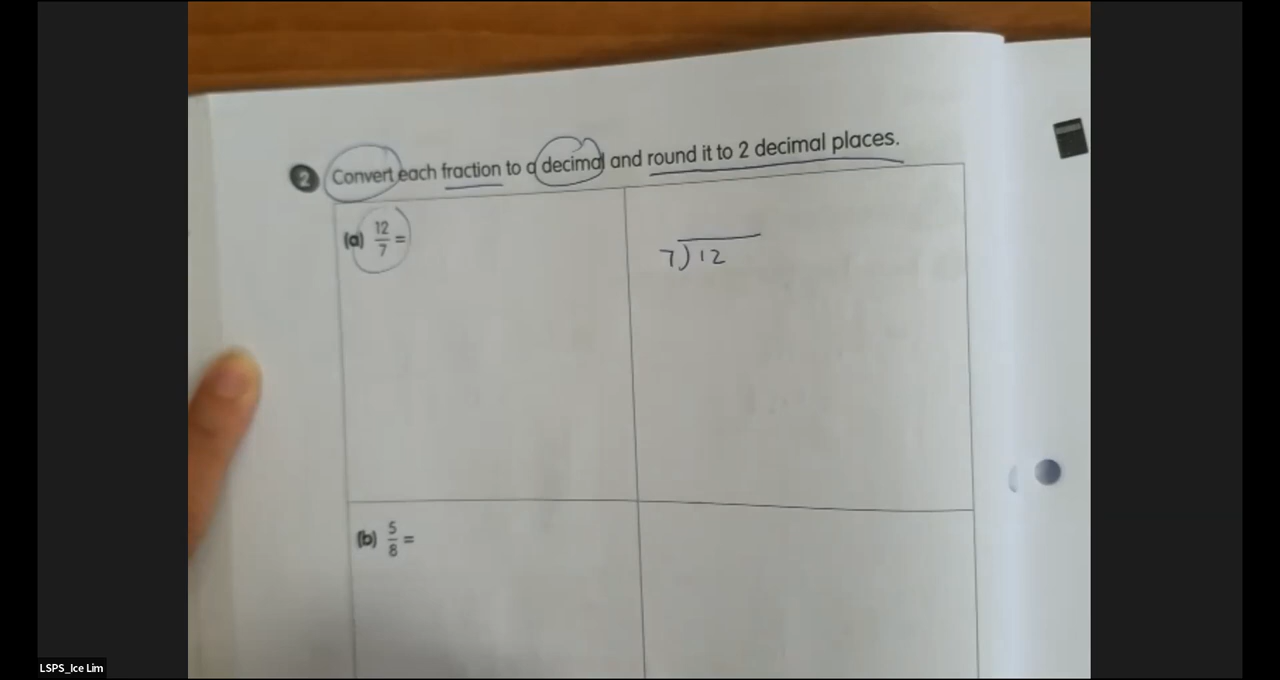 2 Convert each fraction to a decimal and round it to 2 decimal places.
(a) 12/7 =
7)12
(b) 5/8 =
LSPS_Ice Lim